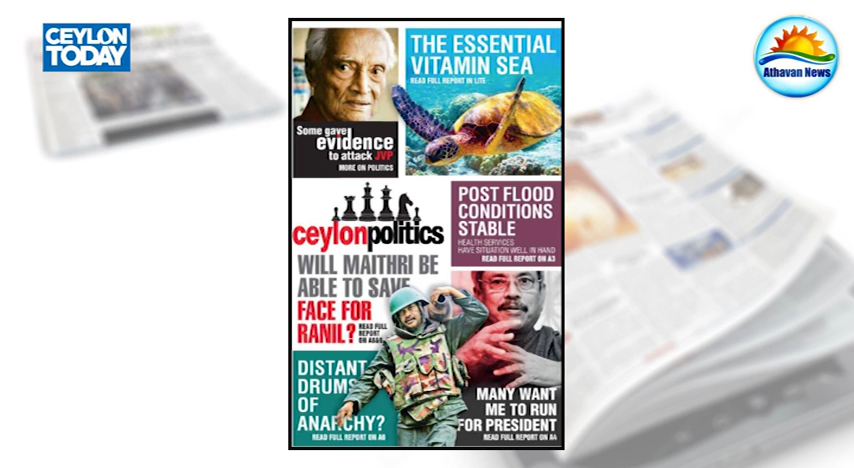 CEYLON
TODAY
Athavan News
Some gave
evidence
to attack JVP
MORE ON POLITICS
THE ESSENTIAL
VITAMIN SEA
READ FULL REPORT IN LITE
ceylonpolitics
WILL MAITHRI BE
ABLE TO SAVE
FACE FOR
RANIL?
READ FULL
REPORT
POST FLOOD
CONDITIONS
STABLE
HEALTH SERVICES
HAVE SITUATION WELL IN HAND
READ FULL REPORT ON A3
DISTANT
DRUMS
OF
ANARCHY?
READ FULL REPORT ON A6
MANY WANT
ME TO RUN
FOR PRESIDENT
READ FULL REPORT ON A4